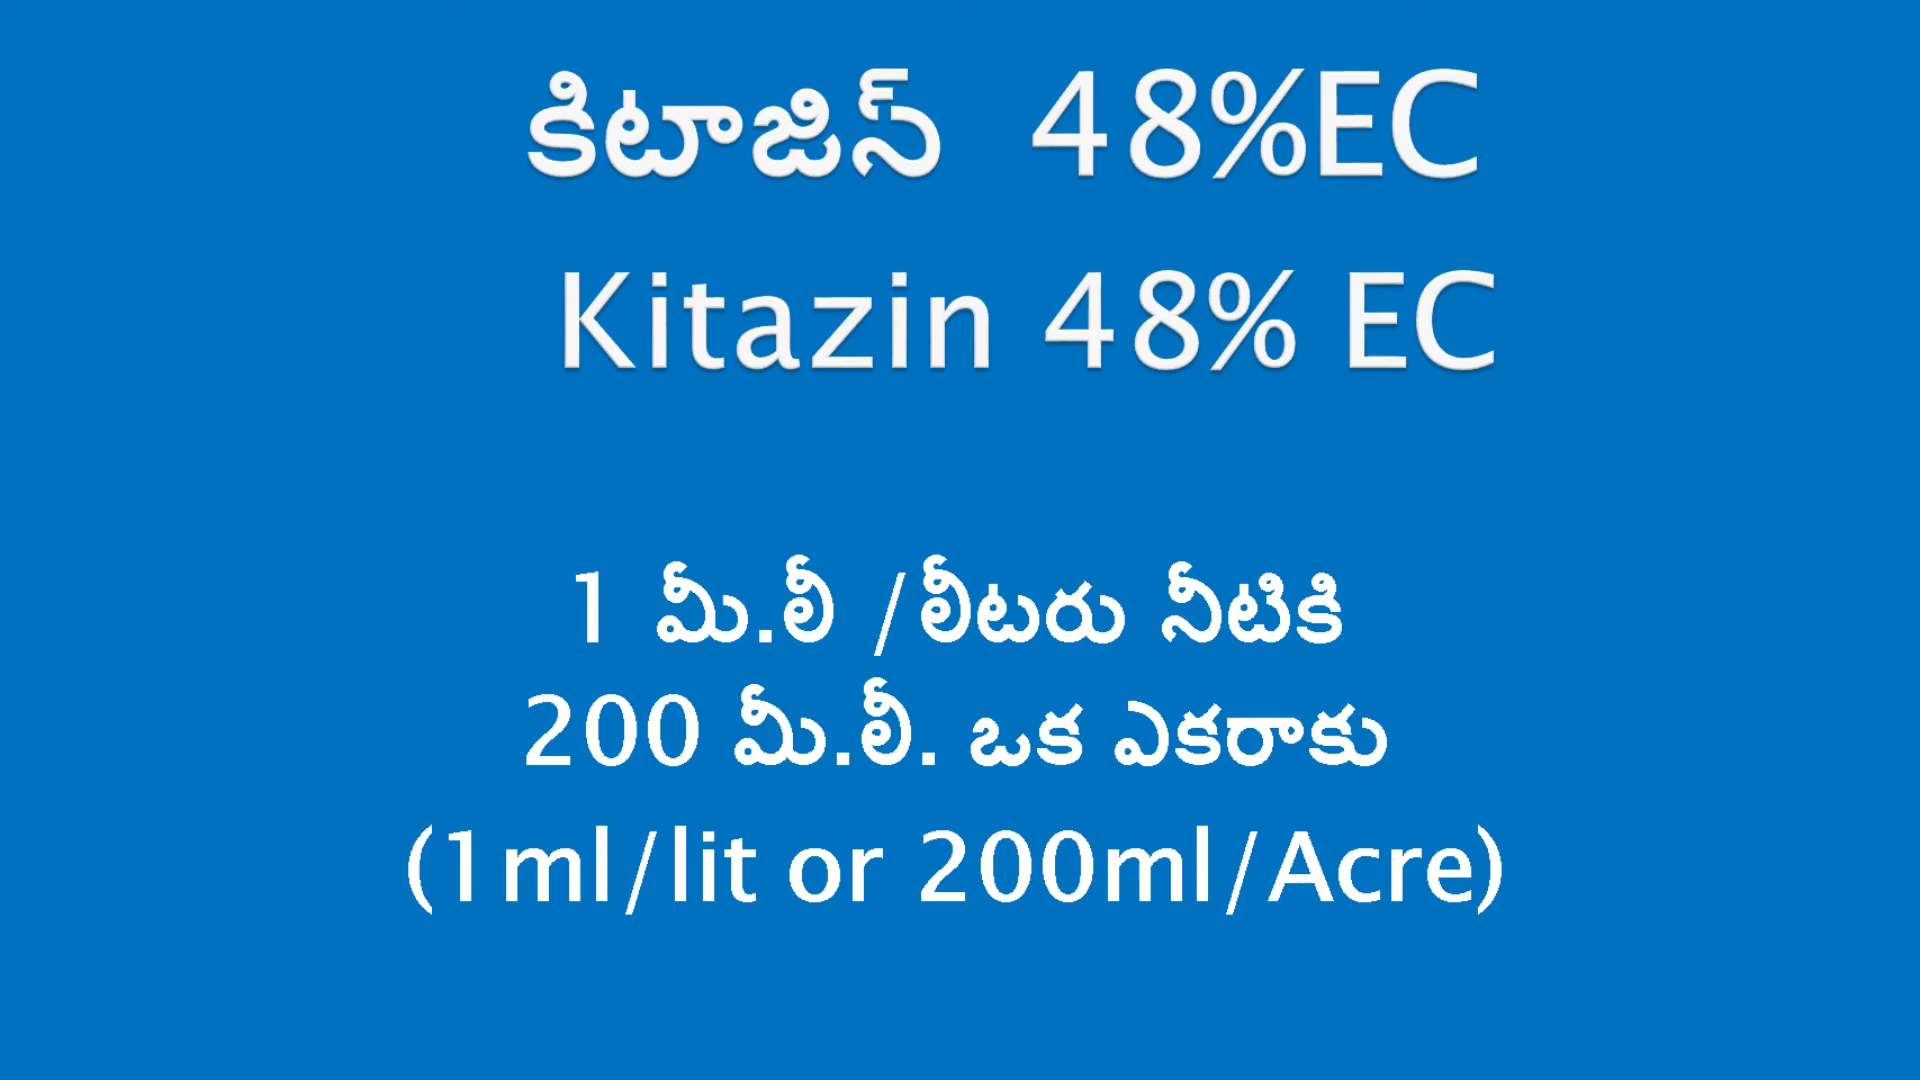 కిటాజిన్ 48%EC
Kitazin 48% EC
1 మీ.లీ /లీటరు నీటికి
200 మీ.లీ. ఒక ఎకరాకు
(1ml/lit or 200ml/Acre)